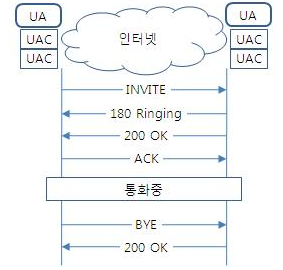 UA
인터넷
UA
UAC
UAC
UAC
UAC
INVITE
180 Ringing
200 OK
ACK
통화중
BYE
200 OK